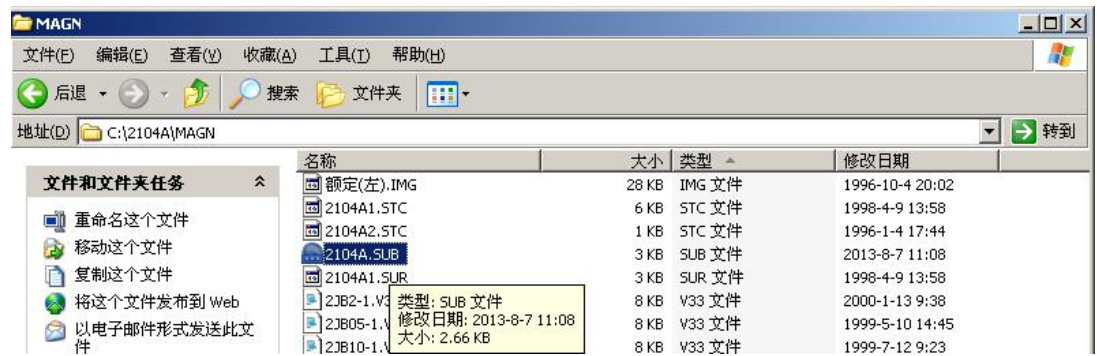 MAGN
文件(F) 编辑(E) 查看(V) 收藏(A) 工具(T) 帮助(H)
后退 搜索 文件夹
地址(D) C:\2104A\MAGN 转到
名称 大小 类型 修改日期
文件和文件夹任务
重命名这个文件
移动这个文件
复制这个文件
将这个文件发布到 Web
以电子邮件形式发送此文
件
额定(左).IMG 28 KB IMG 文件 1996-10-4 20:02
2104A1.STC 6 KB STC 文件 1998-4-9 13:58
2104A2.STC 1 KB STC 文件 1996-1-4 17:44
2104A.SUB 3 KB SUB 文件 2013-8-7 11:08
2104A1.SUR 3 KB SUR 文件 1998-4-9 13:58
2JB2-1.V3 8 KB V33 文件 2000-1-13 9:38
2JB05-1.V 8 KB V33 文件 1999-5-10 14:45
2JB10-1.V 8 KB V33 文件 1999-7-12 9:23
类型: SUB 文件
修改日期: 2013-8-7 11:08
大小: 2.66 KB